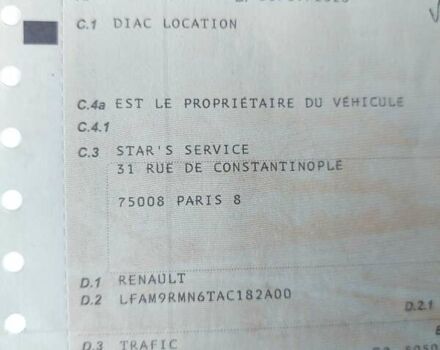 C.1 DIAC LOCATION
C.4a EST LE PROPRIÉTAIRE DU VÉHICULE
C.4.1
C.3 STAR'S SERVICE
31 RUE DE CONSTANTINOPLE
75008 PARIS 8
D.1 RENAULT
D.2 LFAM9RMN6TAC182A00
D.2.1
D.3 TRAFIC